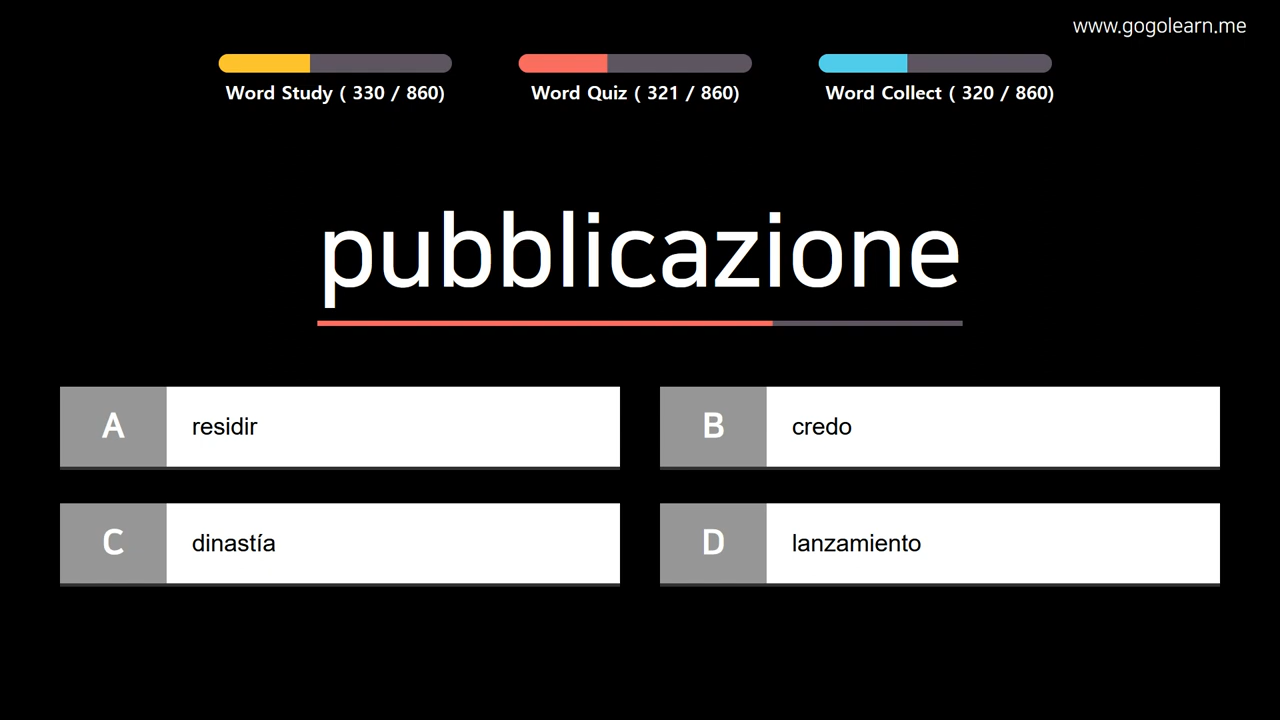 www.gogolearn.me
Word Study ( 330 / 860)
Word Quiz ( 321 / 860)
Word Collect ( 320 / 860)
pubblicazione
A residir
B credo
C dinastía
D lanzamiento